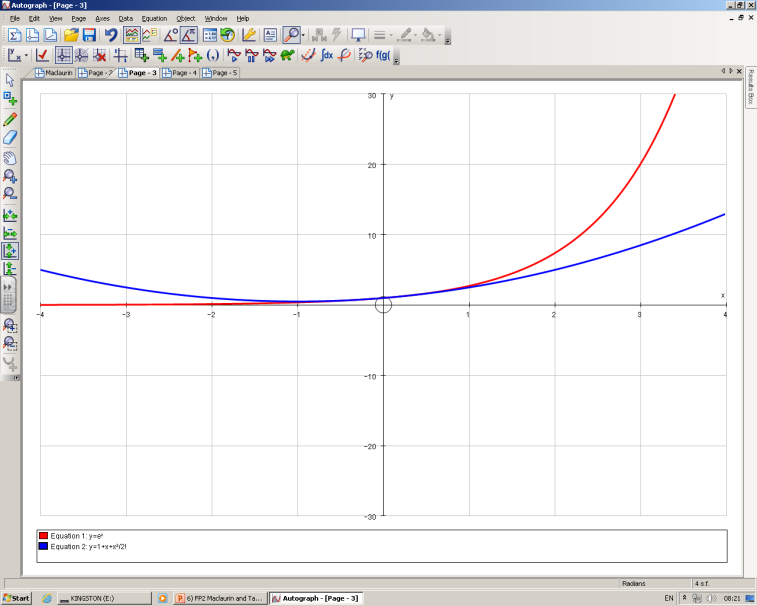 Autograph - [Page - 3]
File Edit View Page Axes Data Equation Object Window Help
Maclaurin Page - 2 Page - 3 Page - 4 Page - 5
Results Box
30 y
20
10
x
-4 -3 -2 -1 0 1 2 3 4
-10
-20
-30
Equation 1: y=eˣ
Equation 2: y=1+x+x²/2!
Radians 4 s.f.
Start KINGSTON (E:) 6) FP2 Maclaurin and Ta... Autograph - [Page - 3] EN 08:21